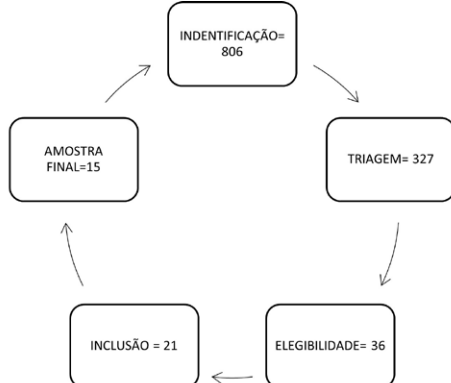 INDENTIFICAÇÃO=
806
TRIAGEM= 327
ELEGIBILIDADE= 36
INCLUSÃO = 21
AMOSTRA
FINAL=15